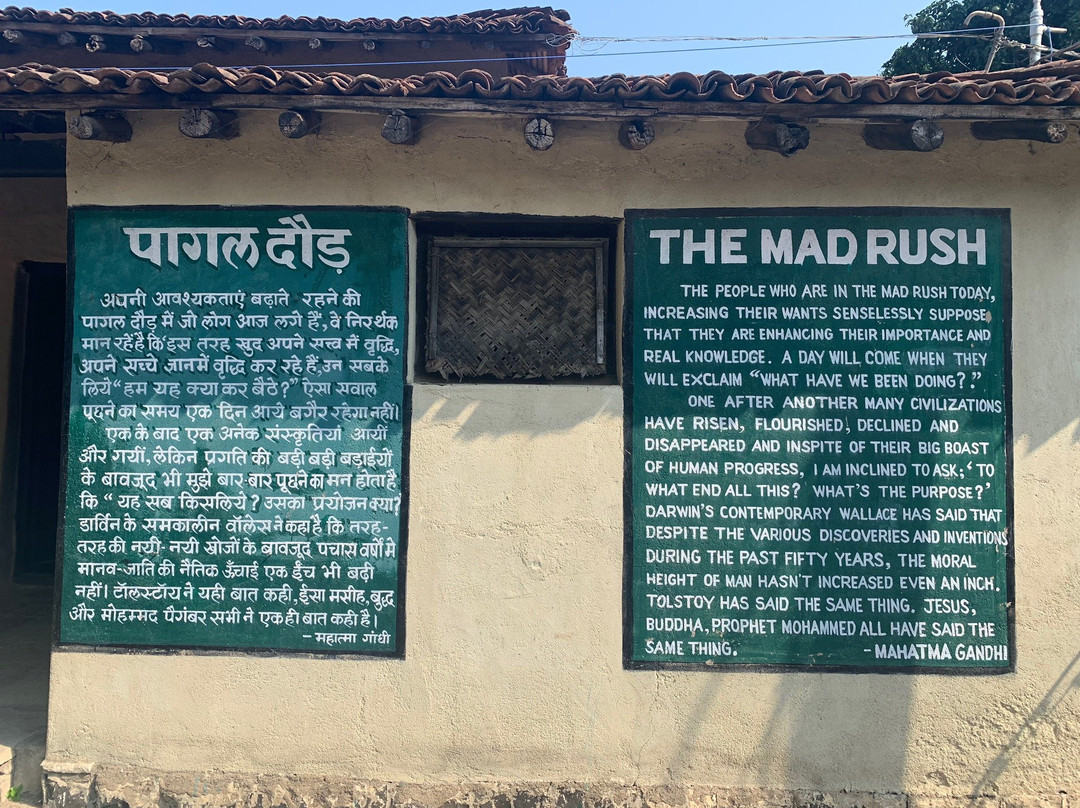 पागल दौड़
अपनी आवश्यकताएं बढ़ाते रहने की
पागल दौड़ में जो लोग आज लगे हैं, वे निरर्थक
मान रहें है कि इस तरह खुद अपने सत्त्व में वृद्धि,
अपने सच्चे ज्ञान में वृद्धि कर रहे हैं, उन सबके
लिये “हम यह क्या कर बैठे?” ऐसा सवाल
पूछने का समय एक दिन आये बगैर रहेगा नहीं।
एक के बाद एक अनेक संस्कृतियां आयीं
और गयीं, लेकिन प्रगति की बड़ी बड़ी बड़ाईयों
के बावजूद भी मुझे बार-बार पूछने का मन होता है
कि “ यह सब किसलिये? उसका प्रयोजन क्या?
डार्विन के समकालीन वॉलेस ने कहा है कि तरह-
तरह की नयी- नयी खोजों के बावजूद पचास वर्षों मे
मानव-जाति की नैतिक ऊँचाई एक ईंच भी बढ़ी
नहीं। टॉलस्टॉय ने यही बात कही, ईसा मसीह, बुद्ध
और मोहम्मद पैगंबर सभी ने एक ही बात कही है।
– महात्मा गांधी
THE MAD RUSH
THE PEOPLE WHO ARE IN THE MAD RUSH TODAY,
INCREASING THEIR WANTS SENSELESSLY SUPPOSE
THAT THEY ARE ENHANCING THEIR IMPORTANCE AND
REAL KNOWLEDGE. A DAY WILL COME WHEN THEY
WILL EXCLAIM “WHAT HAVE WE BEEN DOING?.”
ONE AFTER ANOTHER MANY CIVILIZATIONS
HAVE RISEN, FLOURISHED, DECLINED AND
DISAPPEARED AND INSPITE OF THEIR BIG BOAST
OF HUMAN PROGRESS, I AM INCLINED TO ASK; ‘TO
WHAT END ALL THIS? WHAT'S THE PURPOSE?’
DARWIN'S CONTEMPORARY WALLACE HAS SAID THAT
DESPITE THE VARIOUS DISCOVERIES AND INVENTIONS
DURING THE PAST FIFTY YEARS, THE MORAL
HEIGHT OF MAN HASN'T INCREASED EVEN AN INCH.
TOLSTOY HAS SAID THE SAME THING. JESUS,
BUDDHA, PROPHET MOHAMMED ALL HAVE SAID THE
SAME THING. – MAHATMA GANDHI